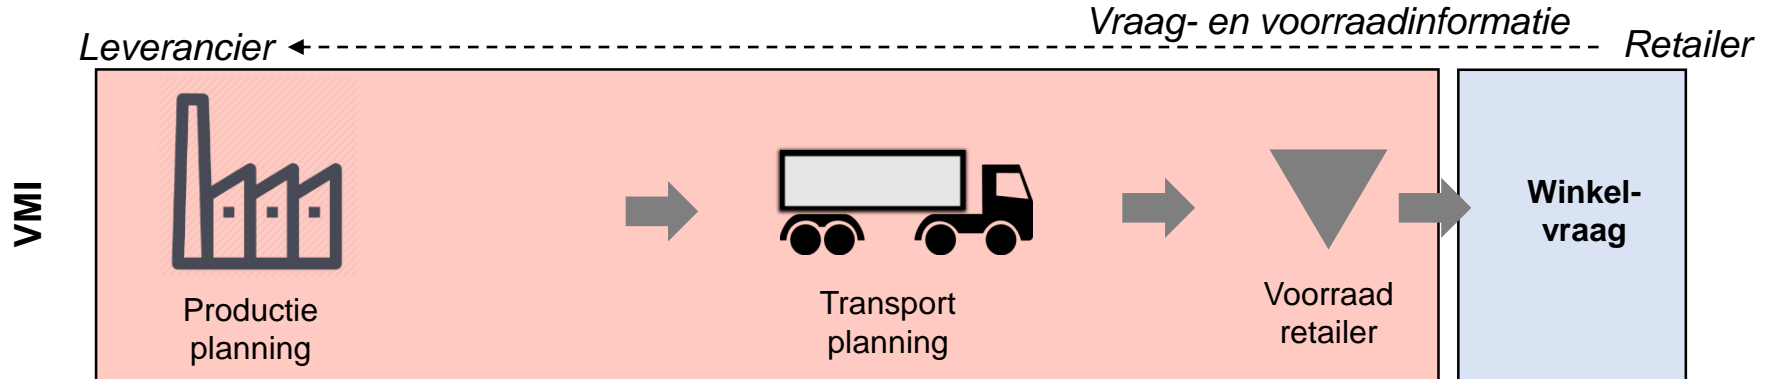 Vraag- en voorraadinformatie
Leverancier
Retailer
VMI
Productie
planning
Transport
planning
Voorraad
retailer
Winkel-
vraag